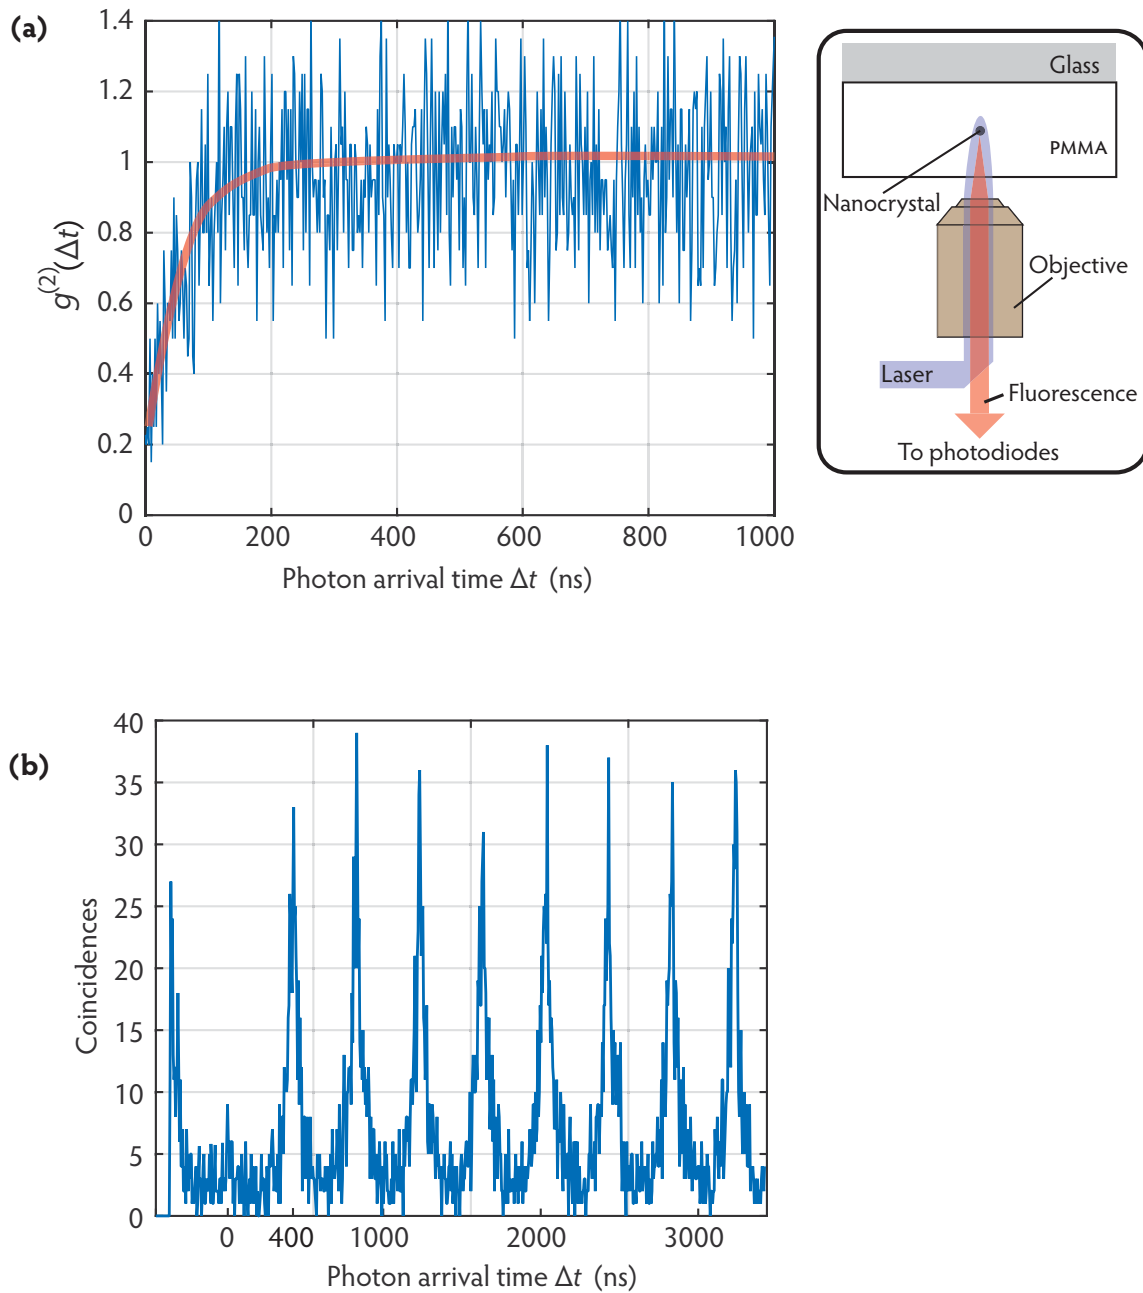 (a)
1.4
1.2
1
0.8
0.6
0.4
0.2
0
g(2)(Δt)
0 200 400 600 800 1000
Photon arrival time Δt (ns)
Glass
PMMA
Nanocrystal
Objective
Laser
Fluorescence
To photodiodes
(b)
40
35
30
25
20
15
10
5
0
Coincidences
0 400 1000 2000 3000
Photon arrival time Δt (ns)